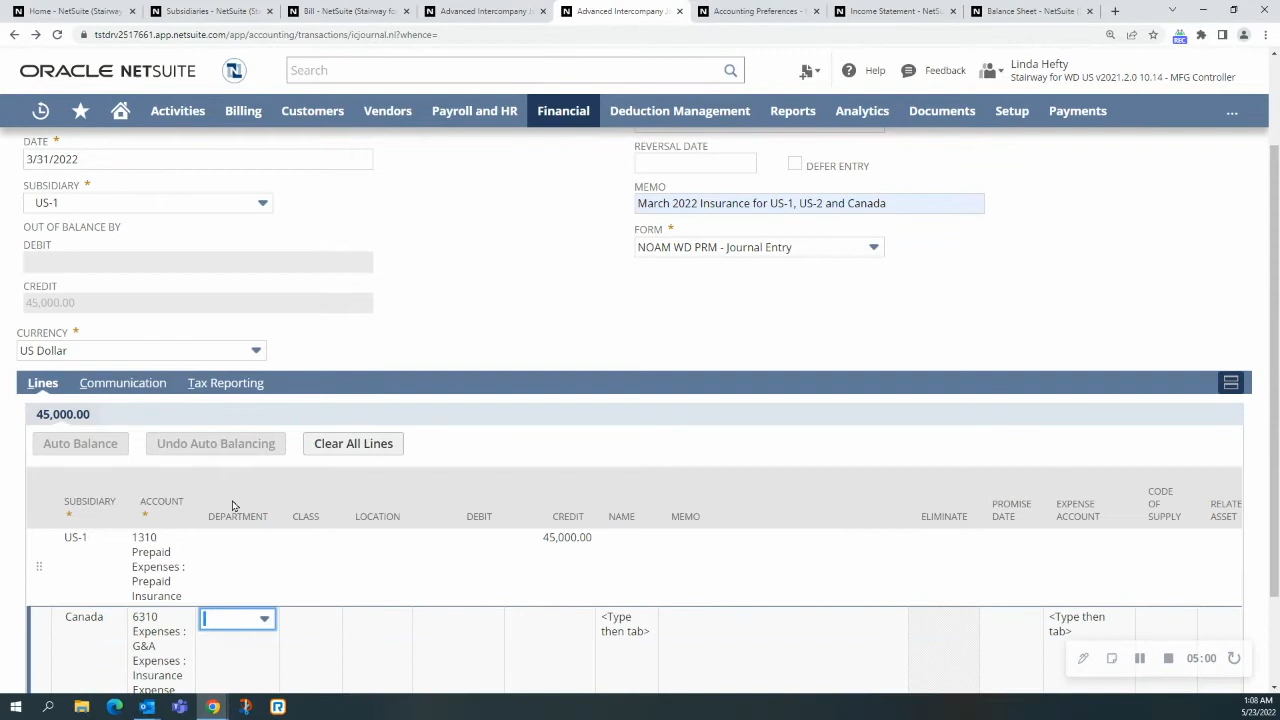 Home - NetSuite (Stairway
Subsidiaries - NetSuite (St
Bill - NetSuite (Stairway fo
Advanced Intercompany Jo
Advanced Intercompany Jo
Accounting Preferences -
Income Statement - NetSu
Balance Sheet - NetSuite (
tstdrv2517661.app.netsuite.com/app/accounting/transactions/icjournal.nl?whence=
REC
ORACLE NETSUITE
N
Search
Help
Feedback
Linda Hefty
Stairway for WD US v2021.2.0 10.14 - MFG Controller
Activities Billing Customers Vendors Payroll and HR Financial Deduction Management Reports Analytics Documents Setup Payments ...
DATE *
3/31/2022
SUBSIDIARY *
US-1
OUT OF BALANCE BY
DEBIT
CREDIT
45,000.00
CURRENCY *
US Dollar
REVERSAL DATE
DEFER ENTRY
MEMO
March 2022 Insurance for US-1, US-2 and Canada
FORM *
NOAM WD PRM - Journal Entry
Lines Communication Tax Reporting
45,000.00
Auto Balance Undo Auto Balancing Clear All Lines
SUBSIDIARY * ACCOUNT * DEPARTMENT CLASS LOCATION DEBIT CREDIT NAME MEMO ELIMINATE PROMISE DATE EXPENSE ACCOUNT CODE OF SUPPLY RELATE ASSET
US-1
1310
Prepaid
Expenses :
Prepaid
Insurance
45,000.00
Canada
6310
Expenses :
G&A
Expenses :
Insurance
Expense
<Type
then tab>
<Type then
tab>
05:00
1:08 AM
5/23/2022